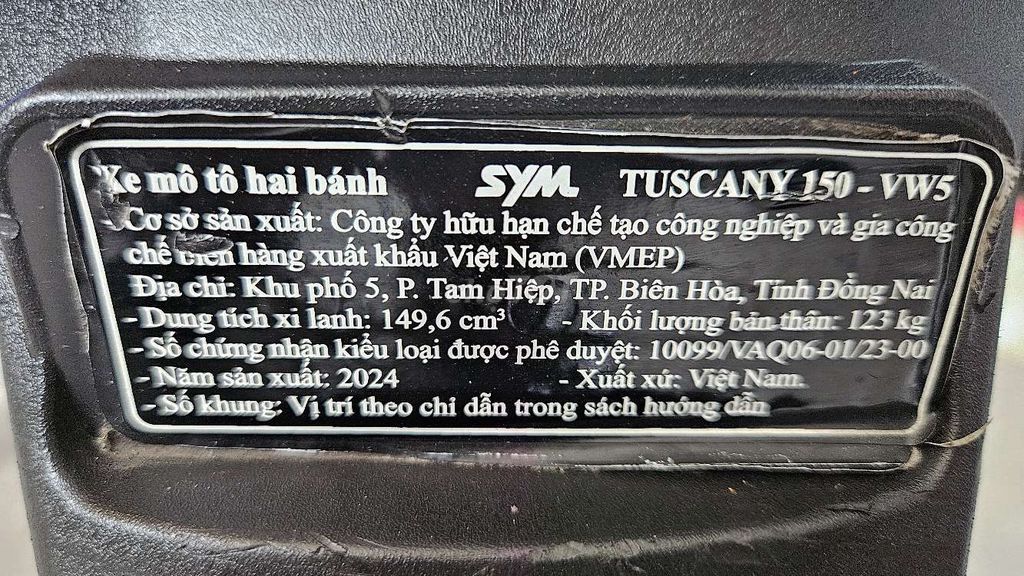 Xe mô tô hai bánh SYM TUSCANY 150 - VW5
- Cơ sở sản xuất: Công ty hữu hạn chế tạo công nghiệp và gia công
chế biến hàng xuất khẩu Việt Nam (VMEP)
Địa chỉ: Khu phố 5, P. Tam Hiệp, TP. Biên Hòa, Tỉnh Đồng Nai
- Dung tích xi lanh: 149,6 cm³ - Khối lượng bản thân: 123 kg
- Số chứng nhận kiểu loại được phê duyệt: 10099/VAQ06-01/23-00
- Năm sản xuất: 2024 - Xuất xứ: Việt Nam.
- Số khung: Vị trí theo chỉ dẫn trong sách hướng dẫn